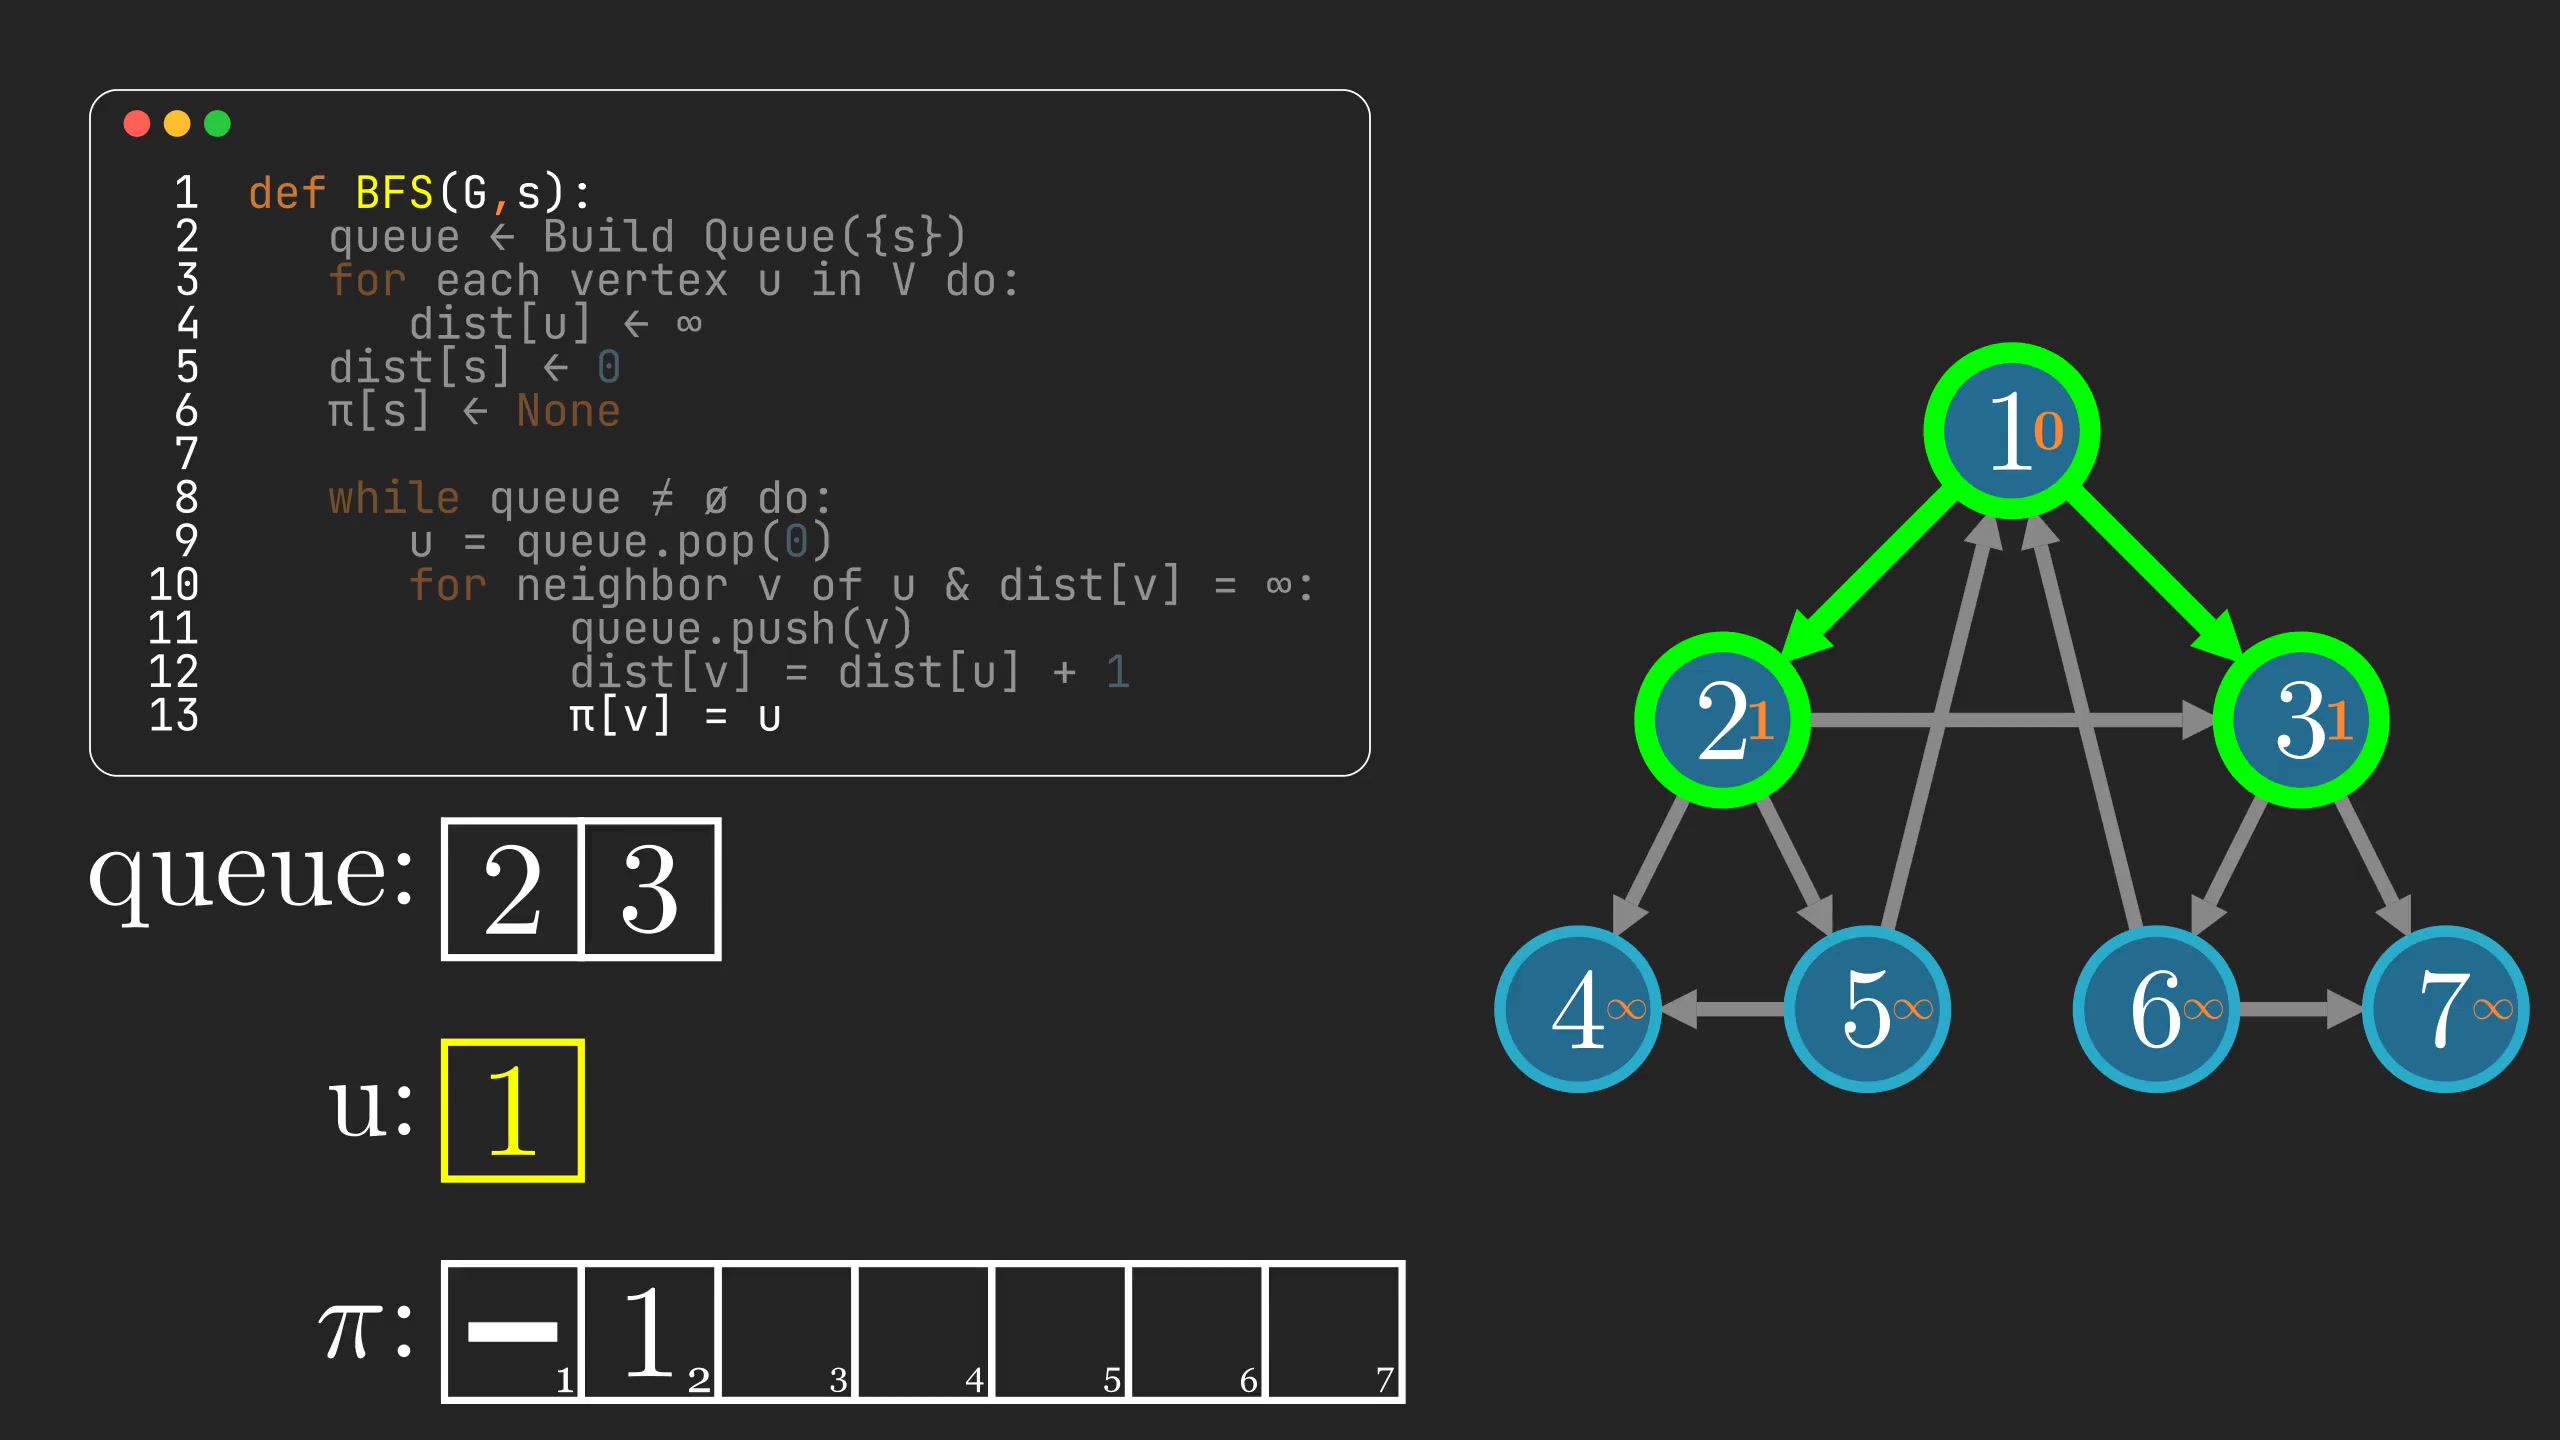 1 def BFS(G,s):
2 queue ← Build Queue({s})
3 for each vertex u in V do:
4 dist[u] ← ∞
5 dist[s] ← 0
6 π[s] ← None
7
8 while queue ≠ ø do:
9 u = queue.pop(0)
10 for neighbor v of u & dist[v] = ∞:
11 queue.push(v)
12 dist[v] = dist[u] + 1
13 π[v] = u
queue: 2 3
u: 1
π: – 1
1 2 3 4 5 6 7
1 0
2 1 3 1
4 ∞ 5 ∞ 6 ∞ 7 ∞